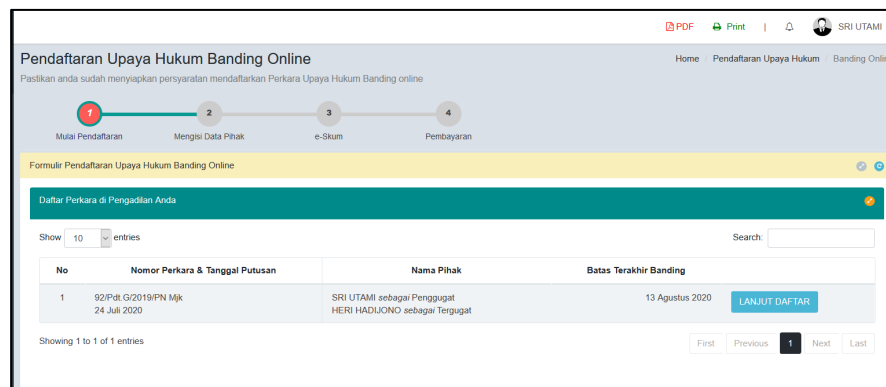 PDF Print | SRI UTAMI
Pendaftaran Upaya Hukum Banding Online
Home / Pendaftaran Upaya Hukum / Banding Onlin
Pastikan anda sudah menyiapkan persyaratan mendaftarkan Perkara Upaya Hukum Banding online
1 2 3 4
Mulai Pendaftaran Mengisi Data Pihak e-Skum Pembayaran
Formulir Pendaftaran Upaya Hukum Banding Online
Daftar Perkara di Pengadilan Anda
Show 10 entries Search:
No Nomor Perkara & Tanggal Putusan Nama Pihak Batas Terakhir Banding
1 92/Pdt.G/2019/PN Mjk SRI UTAMI sebagai Penggugat 13 Agustus 2020 LANJUT DAFTAR
24 Juli 2020 HERI HADIJONO sebagai Tergugat
Showing 1 to 1 of 1 entries First Previous 1 Next Last